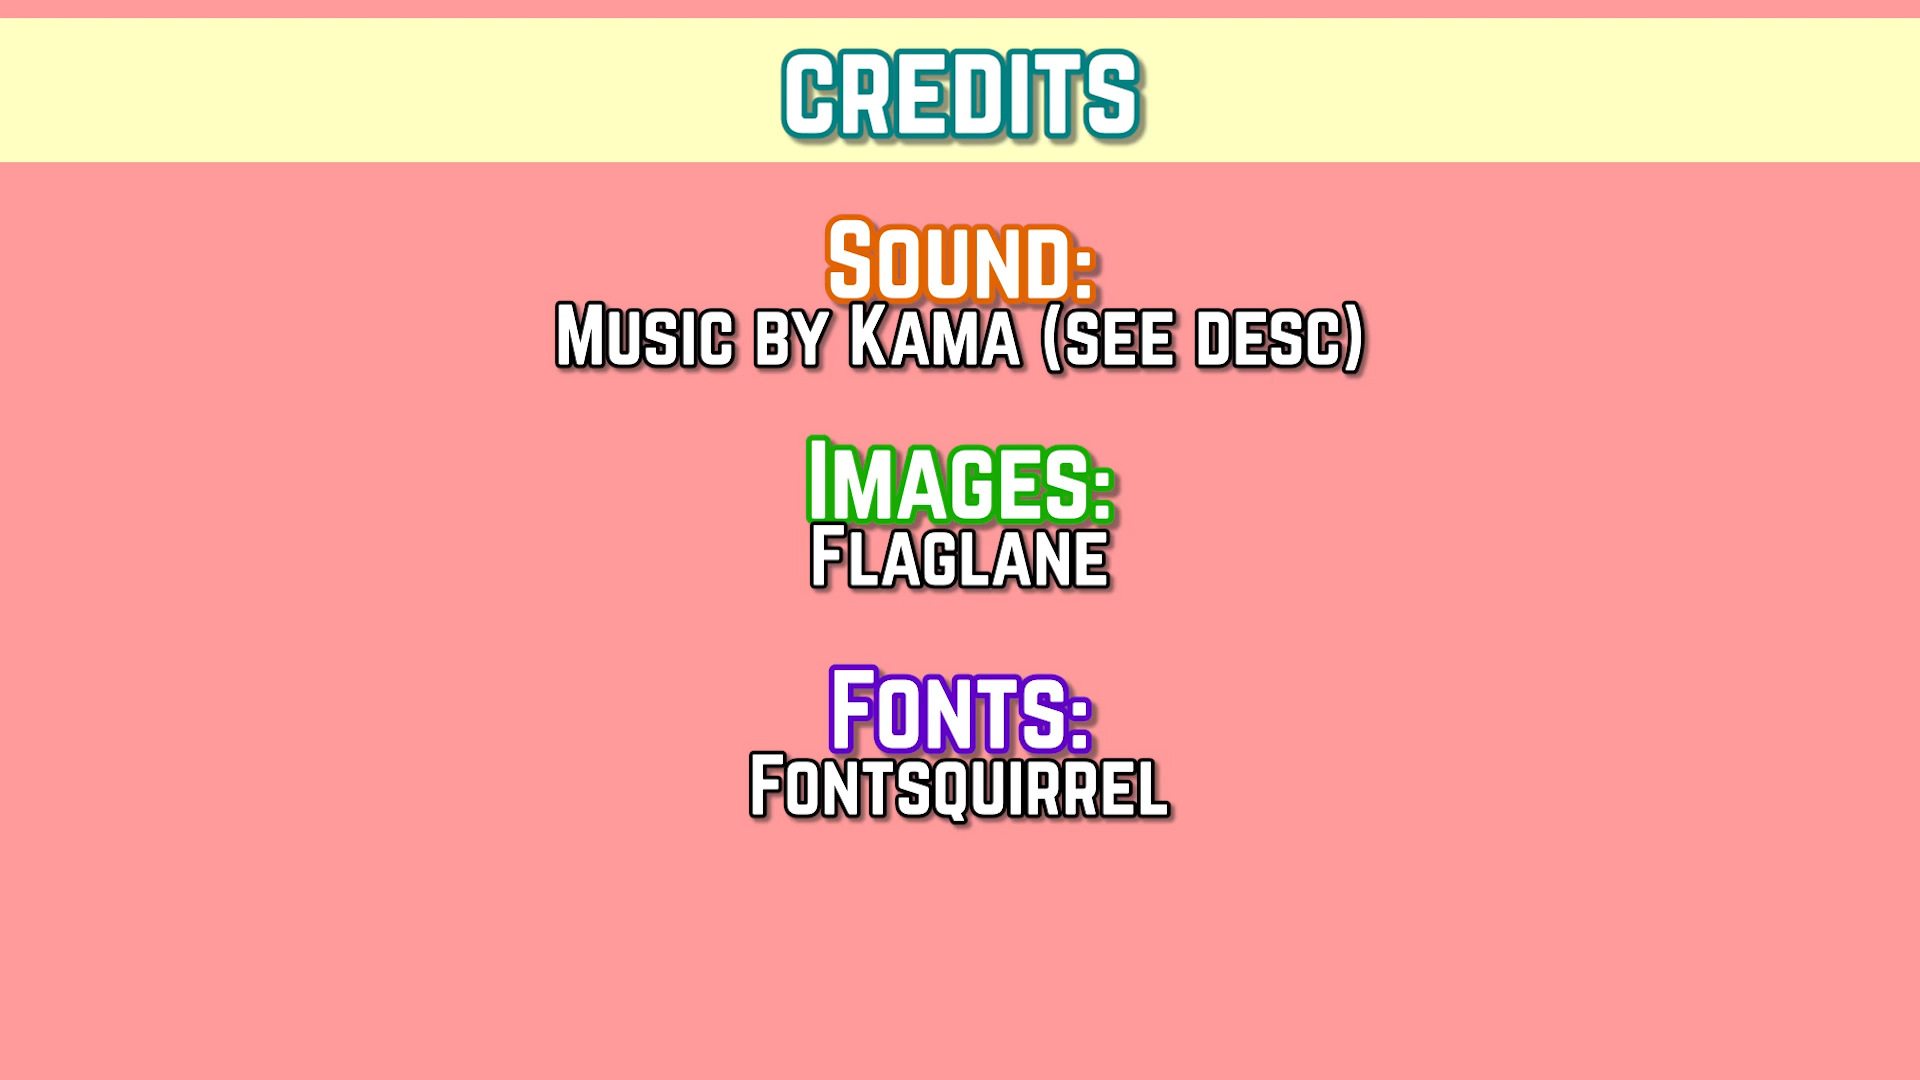 CREDITS
SOUND:
MUSIC BY KAMA (SEE DESC)
IMAGES:
FLAGLANE
FONTS:
FONTSQUIRREL